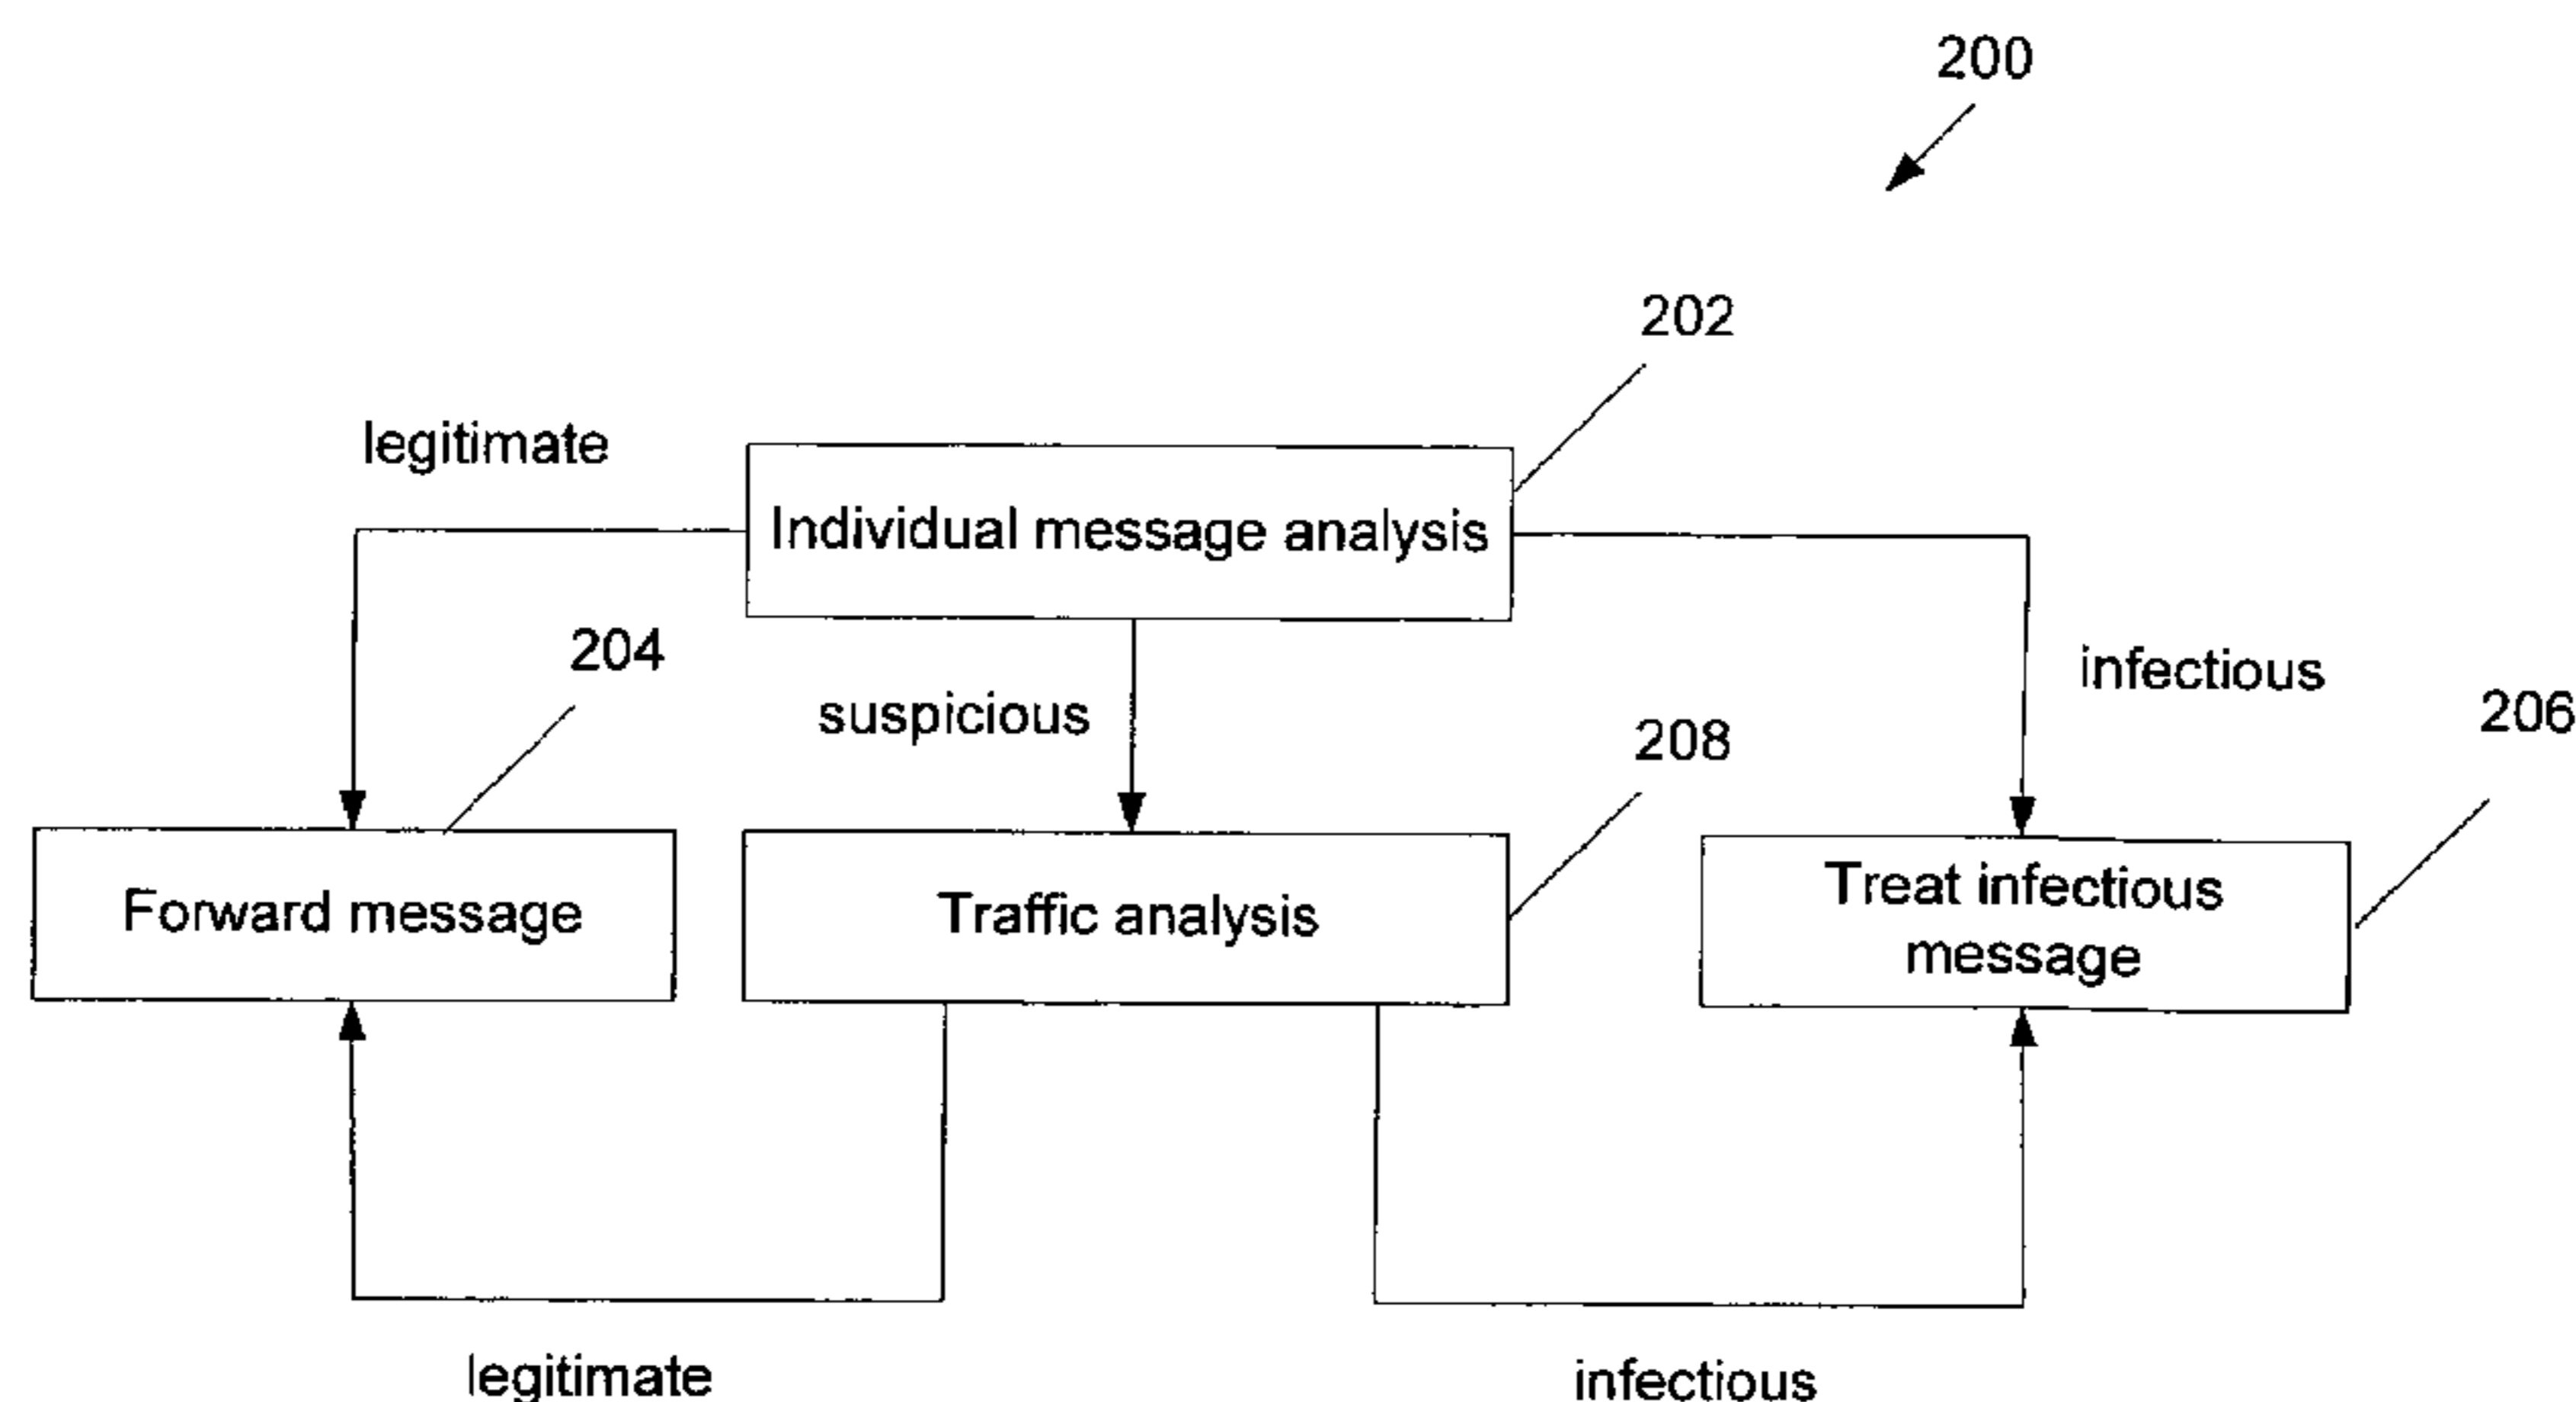 200
202
legitimate
Individual message analysis
204
suspicious
infectious
208
206
Forward message
Traffic analysis
Treat infectious
message
legitimate
infectious